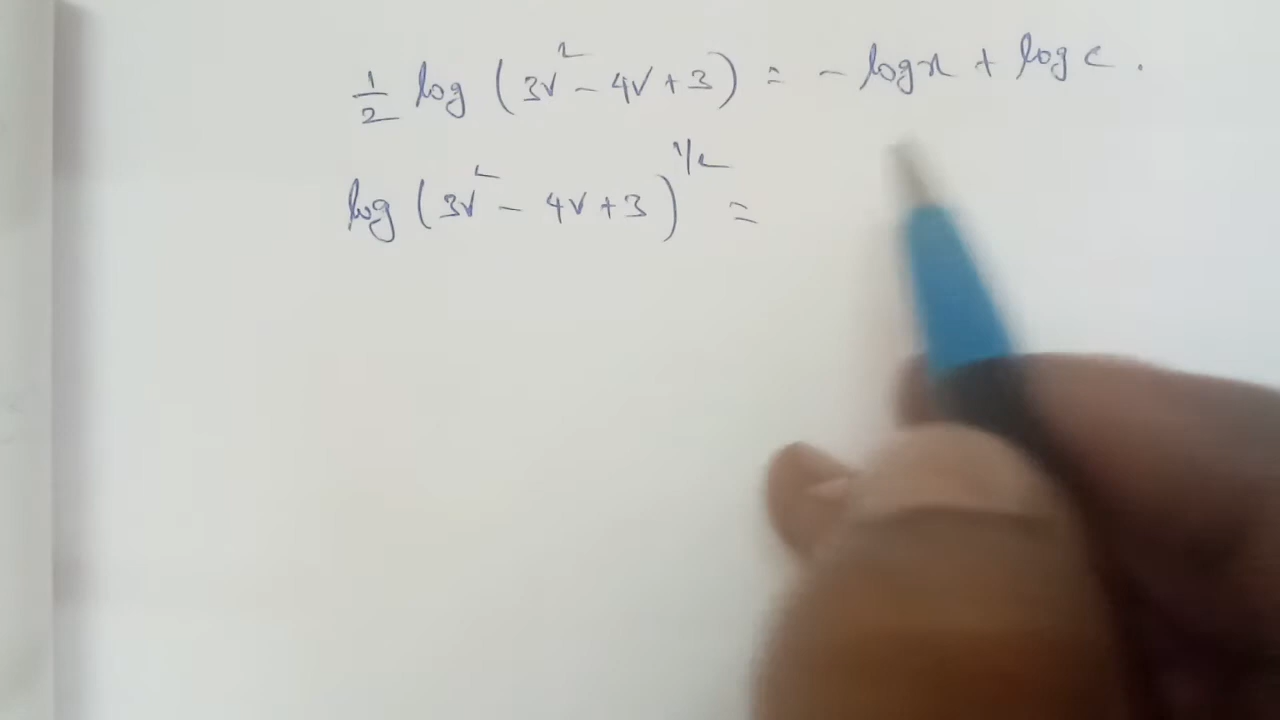 1/2 log (3v² - 4v + 3) = - log x + log c .
log (3v² - 4v + 3)^1/2 =